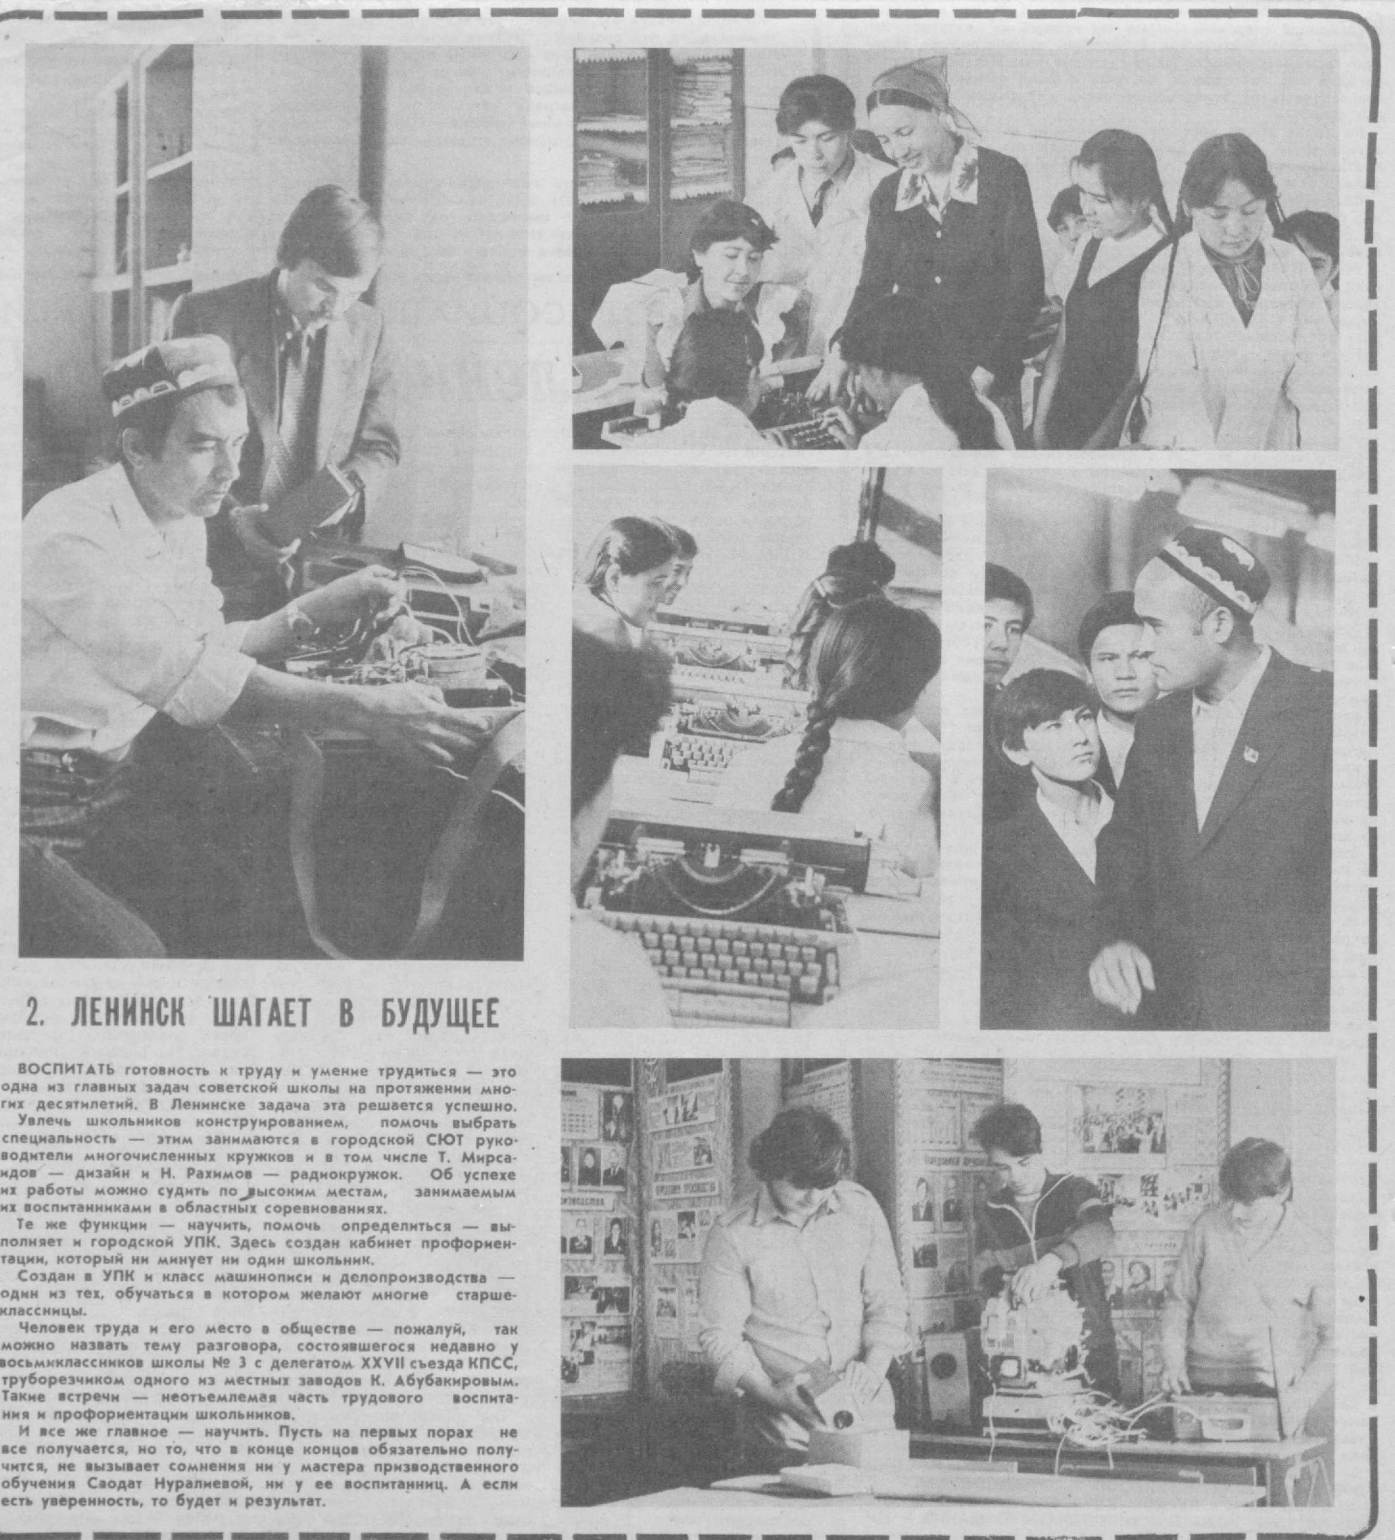 2. ЛЕНИНСК ШАГАЕТ В БУДУЩЕЕ
ВОСПИТАТЬ готовность к труду и умение трудиться — это
одна из главных задач советской школы на протяжении мно-
гих десятилетий. В Ленинске задача эта решается успешно.
Увлечь школьников конструированием, помочь выбрать
специальность — этим занимаются в городской СЮТ руко-
водители многочисленных кружков и в том числе Т. Мирса-
идов — дизайн и Н. Рахимов — радиокружок. Об успехе
их работы можно судить по высоким местам, занимаемым
их воспитанниками в областных соревнованиях.
Те же функции — научить, помочь определиться — вы-
полняет и городской УПК. Здесь создан кабинет профориен-
тации, который ни минует ни один школьник.
Создан в УПК и класс машинописи и делопроизводства —
один из тех, обучаться в котором желают многие старше-
классницы.
Человек труда и его место в обществе — пожалуй, так
можно назвать тему разговора, состоявшегося недавно у
восьмиклассников школы № 3 с делегатом XXVII съезда КПСС,
труборезчиком одного из местных заводов К. Абубакировым.
Такие встречи — неотъемлемая часть трудового воспита-
ния и профориентации школьников.
И все же главное — научить. Пусть на первых порах не
все получается, но то, что в конце концов обязательно полу-
чится, не вызывает сомнения ни у мастера призводственного
обучения Саодат Нуралиевой, ни у ее воспитанниц. А если
есть уверенность, то будет и результат.